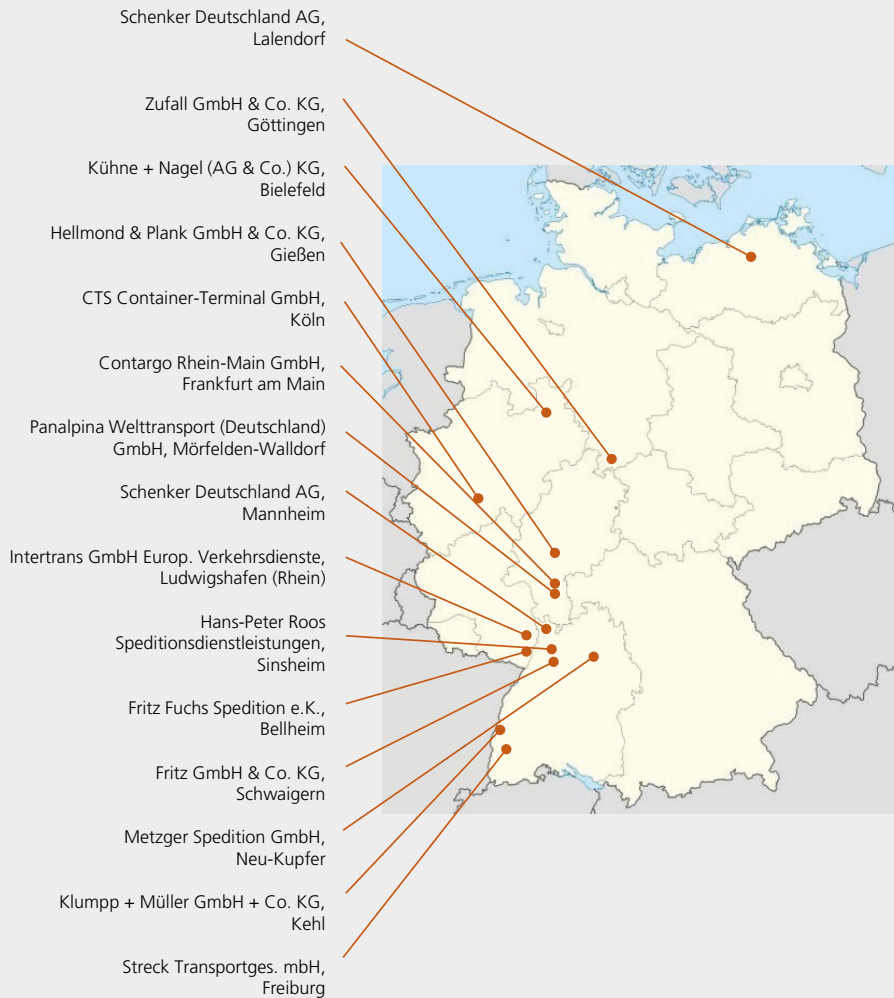 Schenker Deutschland AG,
Lalendorf
Zufall GmbH & Co. KG,
Göttingen
Kühne + Nagel (AG & Co.) KG,
Bielefeld
Hellmond & Plank GmbH & Co. KG,
Gießen
CTS Container-Terminal GmbH,
Köln
Contargo Rhein-Main GmbH,
Frankfurt am Main
Panalpina Welttransport (Deutschland)
GmbH, Mörfelden-Walldorf
Schenker Deutschland AG,
Mannheim
Intertrans GmbH Europ. Verkehrsdienste,
Ludwigshafen (Rhein)
Hans-Peter Roos
Speditionsdienstleistungen,
Sinsheim
Fritz Fuchs Spedition e.K.,
Bellheim
Fritz GmbH & Co. KG,
Schwaigern
Metzger Spedition GmbH,
Neu-Kupfer
Klumpp + Müller GmbH + Co. KG,
Kehl
Streck Transportges. mbH,
Freiburg